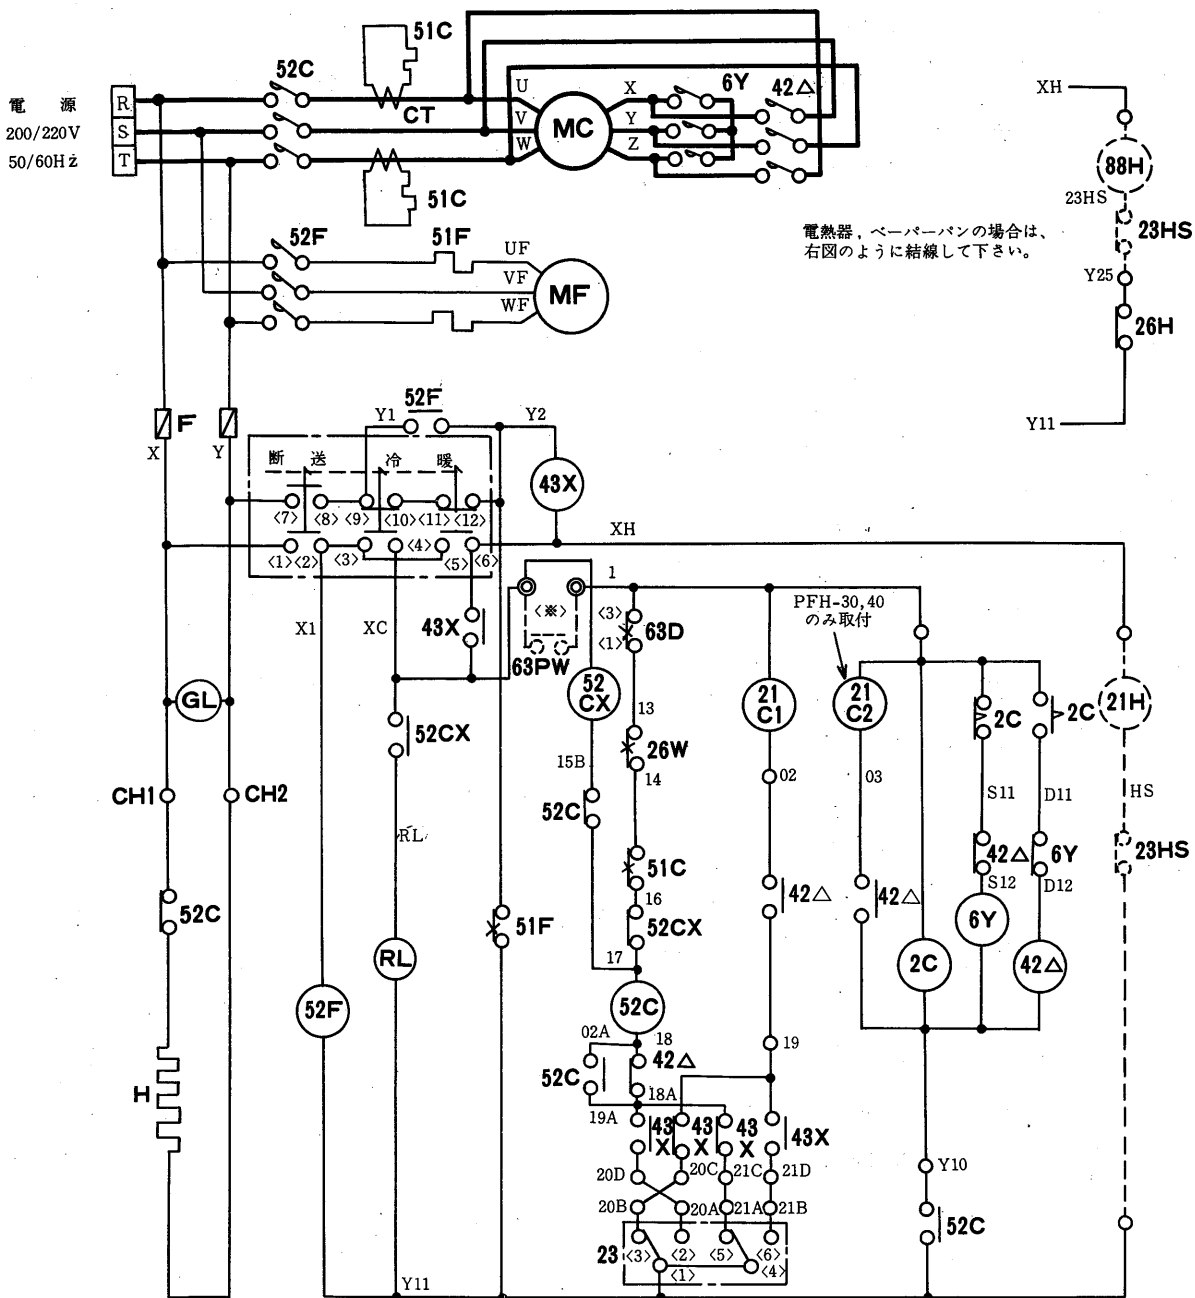 51C
52C
6Y
42△
XH
電 源
200/220V
50/60Hz
R
S
T
CT
U
V
W
MC
X
Y
Z
51C
88H
23HS
23HS
電熱器，ベーパーパンの場合は、
右図のように結線して下さい。
52F
51F
UF
VF
WF
MF
Y25
26H
Y11
F
X
Y
Y1
52F
Y2
断 送 冷 暖
43X
〈7〉 〈8〉 〈9〉 〈10〉 〈11〉 〈12〉
XH
〈1〉 〈2〉 〈3〉 〈4〉 〈5〉 〈6〉
X1
XC
43X
〈※〉
63PW
1
〈3〉
〈1〉
63D
PFH-30,40
のみ取付
GL
52
CX
21
C1
21
C2
2C
2C
21H
52CX
13
26W
14
15B
02
03
S11
D11
HS
CH1
CH2
52C
RL
51C
16
42△
42△
42△
6Y
S12
D12
23HS
52C
52CX
17
51F
RL
6Y
2C
42△
52F
52C
02A
18
19
H
52C
42△
18A
19A
43
X
43
X
43
X
43X
20D
20C
21C
21D
Y10
20B
20A
21A
21B
52C
23
〈3〉
〈2〉
〈5〉
〈6〉
〈1〉
〈4〉
Y11